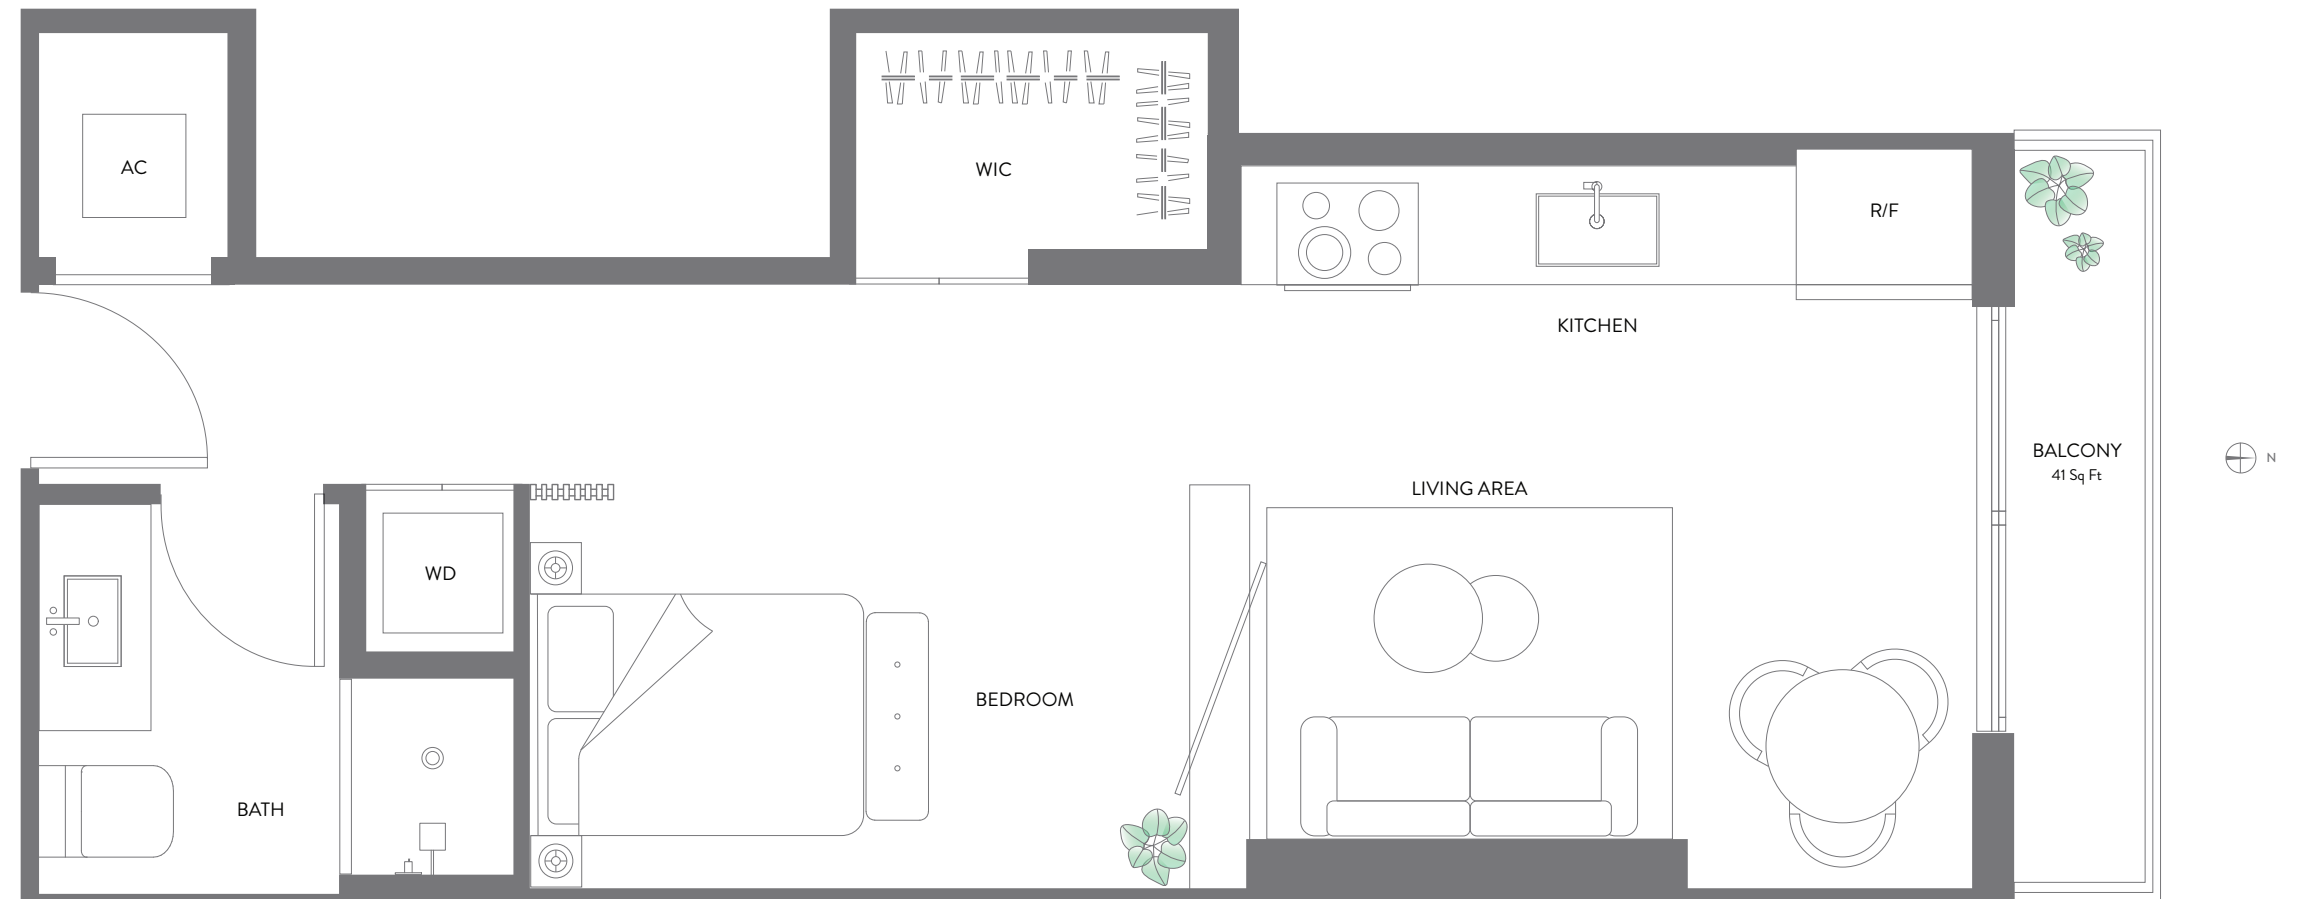 AC
WIC
R/F
KITCHEN
BALCONY
41 Sq Ft
N
LIVING AREA
WD
BEDROOM
BATH